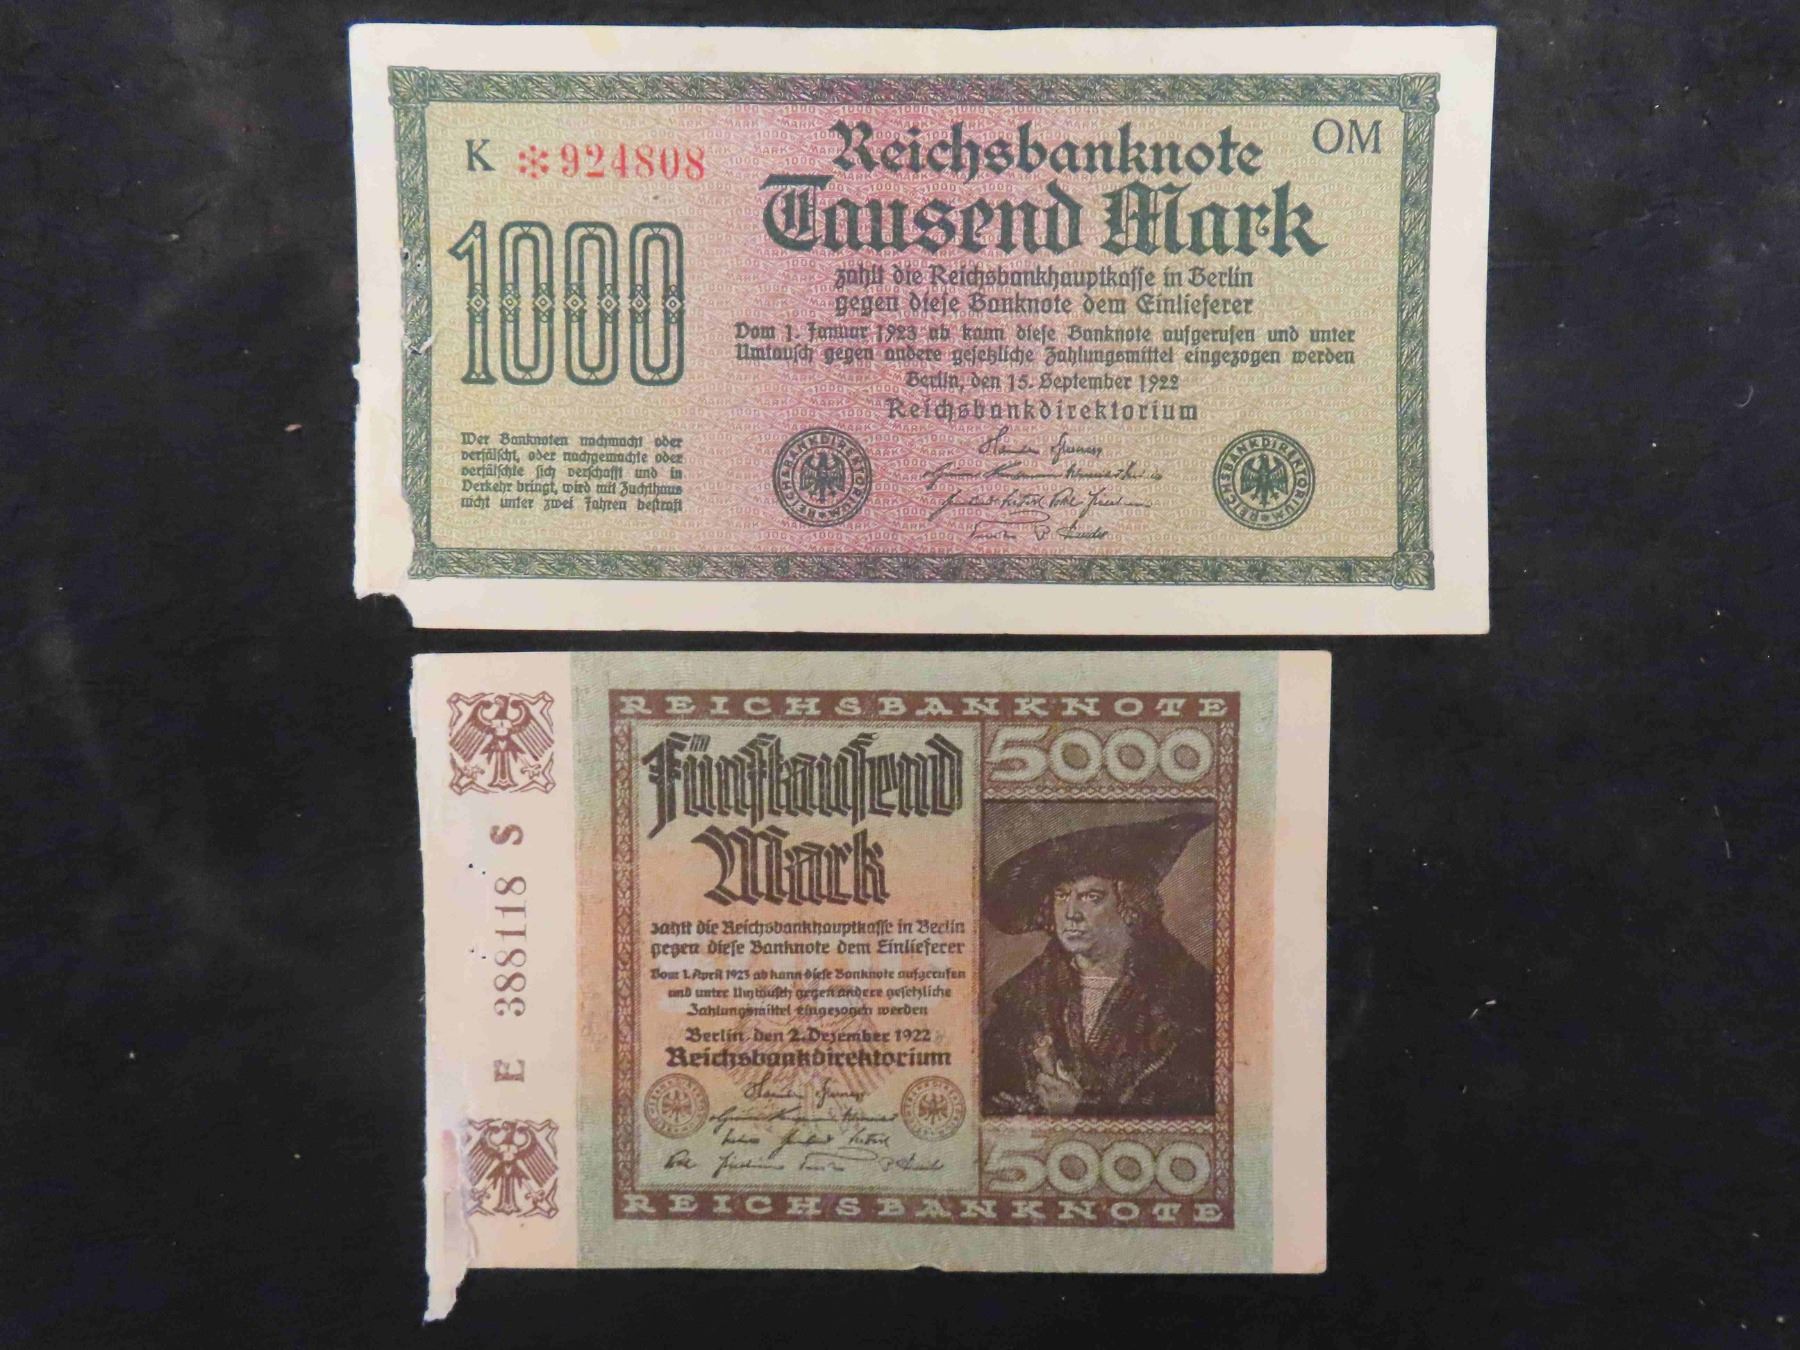 K *924808
OM
Reichsbanknote
Tausend Mark
1000
zahlt die Reichsbankhauptkasse in Berlin
gegen diese Banknote dem Einlieferer
Vom 1. Januar 1923 ab kann diese Banknote aufgerufen und unter
Umtausch gegen andere gesetzliche Zahlungsmittel eingezogen werden
Berlin, den 15. September 1922
Reichsbankdirektorium
Wer Banknoten nachmacht oder
verfälscht, oder nachgemachte oder
verfälschte sich verschafft und in
Verkehr bringt, wird mit Zuchthaus
nicht unter zwei Jahren bestraft
REICHSBANKDIREKTORIUM
REICHSBANKDIREKTORIUM
E 388118 S
REICHSBANKNOTE
Fünftausend
Mark
5000
zahlt die Reichsbankhauptkasse in Berlin
gegen diese Banknote dem Einlieferer
Vom 1. April 1923 ab kann diese Banknote aufgerufen
und unter Umtausch gegen andere gesetzliche
Zahlungsmittel eingezogen werden
Berlin, den 2. Dezember 1922
Reichsbankdirektorium
5000
REICHSBANKNOTE